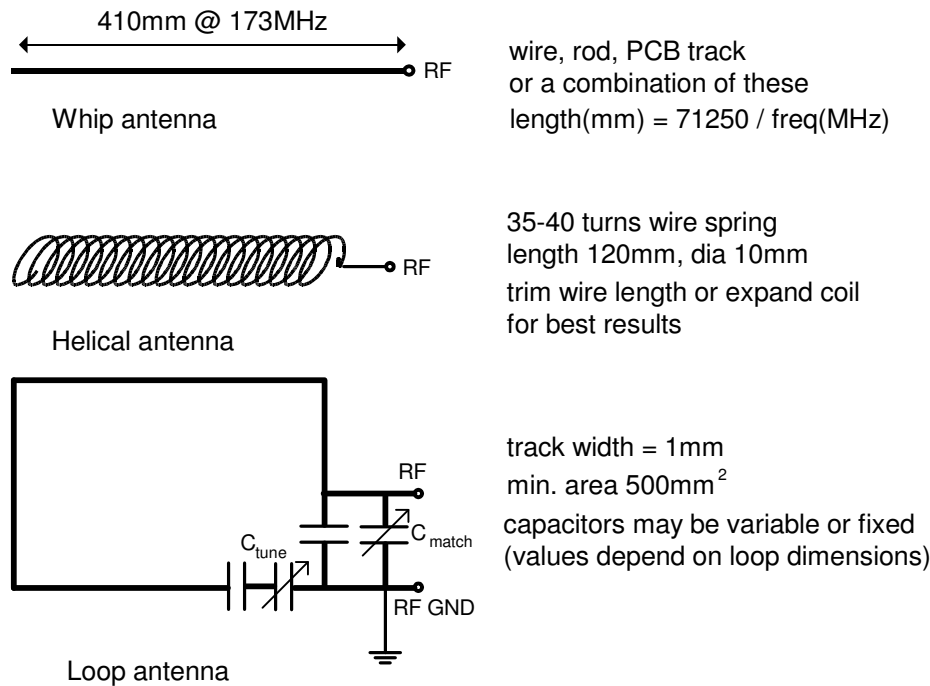 410mm @ 173MHz
RF
Whip antenna
wire, rod, PCB track
or a combination of these
length(mm) = 71250 / freq(MHz)
RF
Helical antenna
35-40 turns wire spring
length 120mm, dia 10mm
trim wire length or expand coil
for best results
RF
C tune
C match
RF GND
Loop antenna
track width = 1mm
min. area 500mm²
capacitors may be variable or fixed
(values depend on loop dimensions)